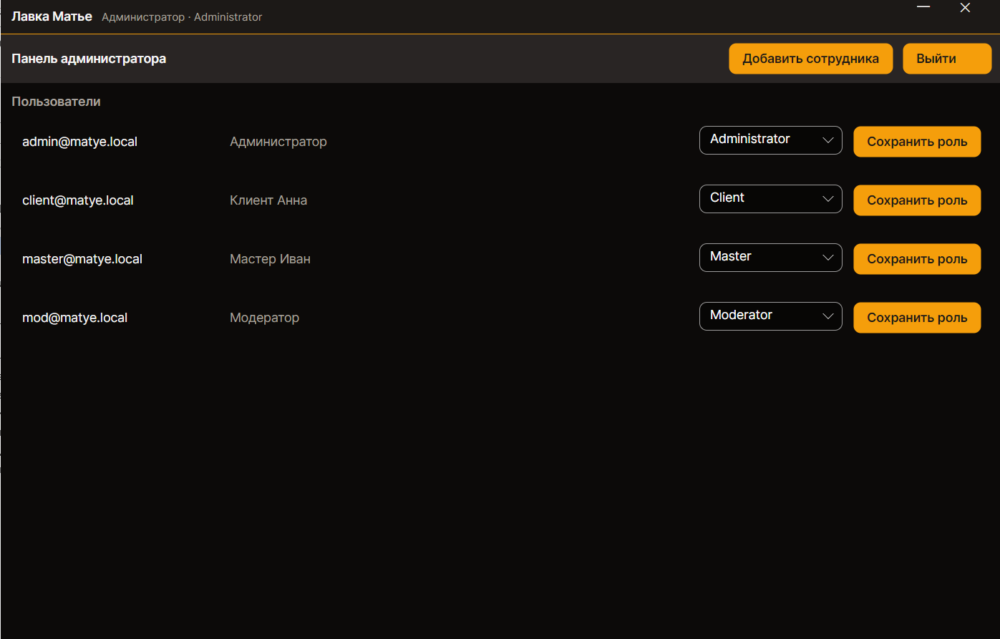 Лавка Матье Администратор · Administrator
Панель администратора Добавить сотрудника Выйти
Пользователи
admin@matye.local Администратор Administrator Сохранить роль
client@matye.local Клиент Анна Client Сохранить роль
master@matye.local Мастер Иван Master Сохранить роль
mod@matye.local Модератор Moderator Сохранить роль